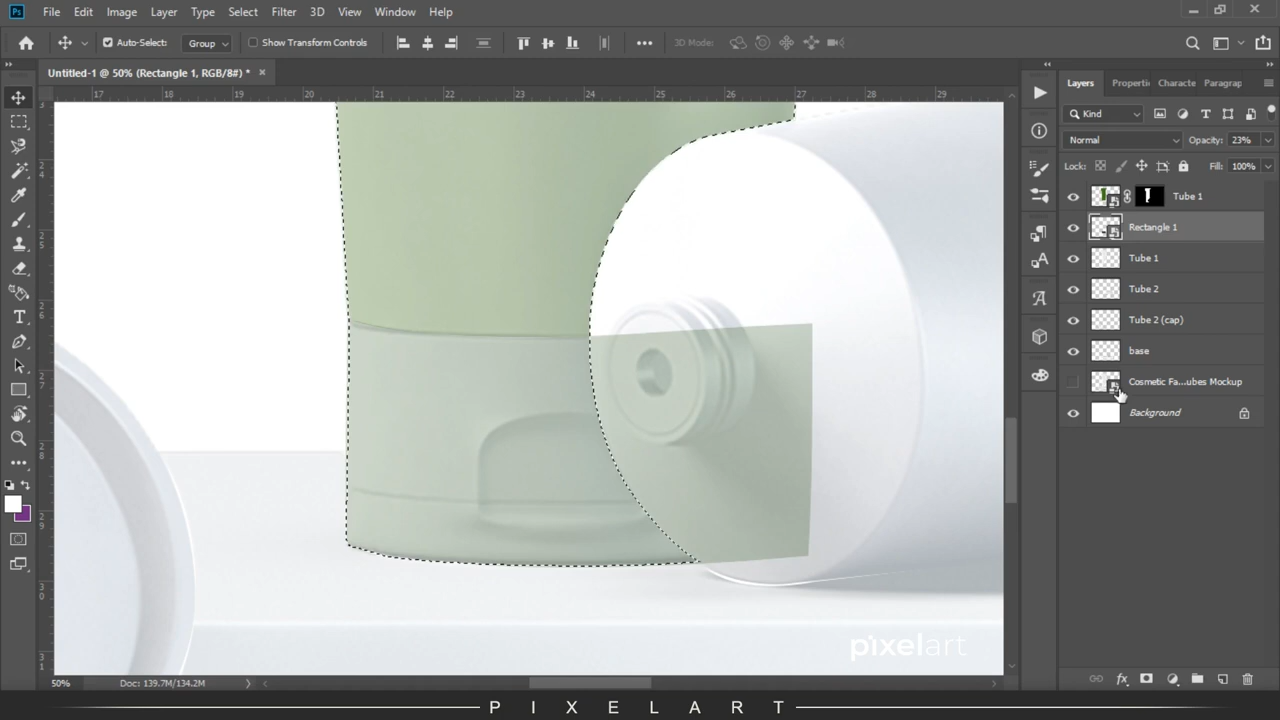 Ps File Edit Image Layer Type Select Filter 3D View Window Help
Auto-Select: Group Show Transform Controls 3D Mode:
Untitled-1 @ 50% (Rectangle 1, RGB/8#) *
17 18 19 20 21 22 23 24 25 26 27 28 29
Layers Properti Characte Paragrap
Kind
Normal Opacity: 23%
Lock: Fill: 100%
Tube 1
Rectangle 1
Tube 1
Tube 2
Tube 2 (cap)
base
Cosmetic Fa...ubes Mockup
Background
pixelart
50% Doc: 139.7M/134.2M
PIXELART